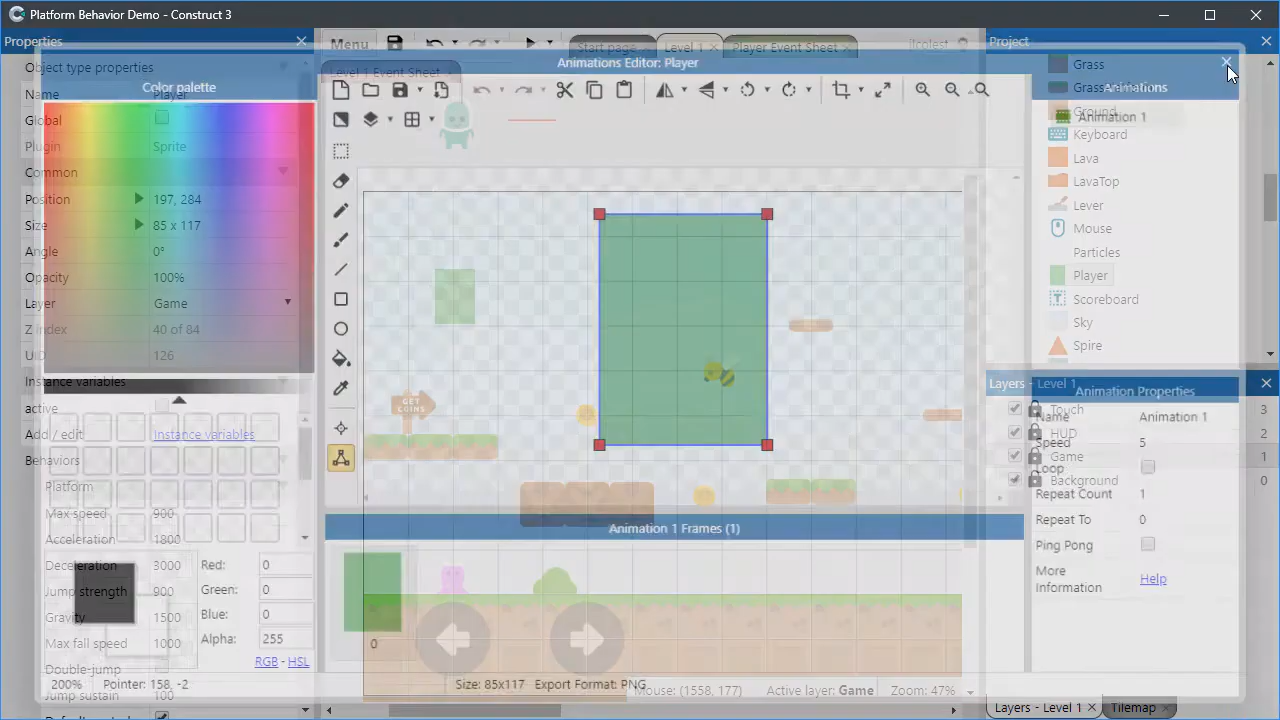 Platform Behavior Demo - Construct 3
Properties
Menu
Start page
Level 1
Player Event Sheet
Project
Level 1 Event Sheet
Animations Editor: Player
Object type properties
Color palette
Name
Player
Global
Plugin
Sprite
Common
Position
197, 284
Size
85 x 117
Angle
0°
Opacity
100%
Layer
Game
Z index
40 of 84
UID
126
Instance variables
active
Add / edit
Instance variables
Behaviors
Platform
Max speed
900
Acceleration
1800
Deceleration
3000
Jump strength
900
Gravity
1500
Max fall speed
1000
Double-jump
Jump sustain
100
Red:
0
Green:
0
Blue:
0
Alpha:
255
RGB - HSL
200%
Pointer: 158, -2
GET
COINS
Animation 1 Frames (1)
0
Size: 85x117
Export Format: PNG
Mouse: (1558, 177)
Active layer: Game
Zoom: 47%
Grass
Animations
Ground
Animation 1
Keyboard
Lava
LavaTop
Lever
Mouse
Particles
Player
Scoreboard
Sky
Spire
Layers - Level 1
Animation Properties
Touch
3
HUD
2
Game
1
Background
0
Name
Animation 1
Speed
5
Loop
Repeat Count
1
Repeat To
0
Ping Pong
More
Information
Help
Layers - Level 1
Tilemap